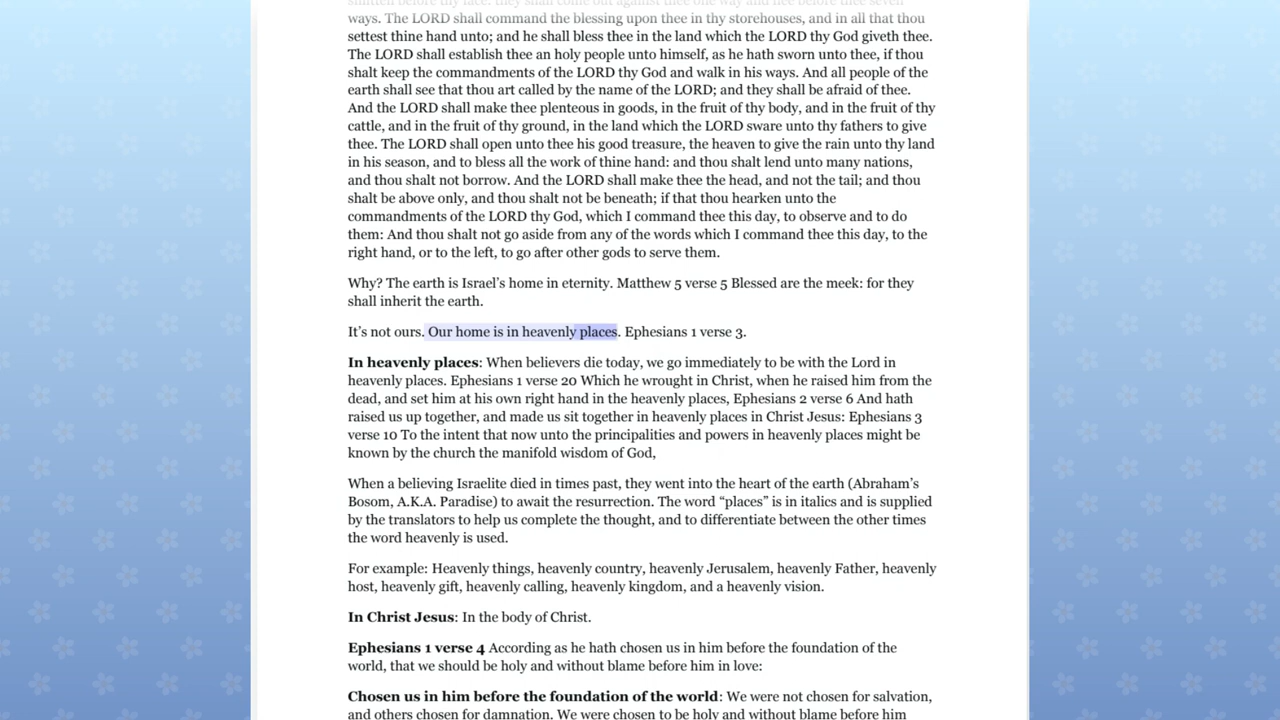 smitten before thy face: they shall come out against thee one way and flee before thee seven
ways. The LORD shall command the blessing upon thee in thy storehouses, and in all that thou
settest thine hand unto; and he shall bless thee in the land which the LORD thy God giveth thee.
The LORD shall establish thee an holy people unto himself, as he hath sworn unto thee, if thou
shalt keep the commandments of the LORD thy God and walk in his ways. And all people of the
earth shall see that thou art called by the name of the LORD; and they shall be afraid of thee.
And the LORD shall make thee plenteous in goods, in the fruit of thy body, and in the fruit of thy
cattle, and in the fruit of thy ground, in the land which the LORD sware unto thy fathers to give
thee. The LORD shall open unto thee his good treasure, the heaven to give the rain unto thy land
in his season, and to bless all the work of thine hand: and thou shalt lend unto many nations,
and thou shalt not borrow. And the LORD shall make thee the head, and not the tail; and thou
shalt be above only, and thou shalt not be beneath; if that thou hearken unto the
commandments of the LORD thy God, which I command thee this day, to observe and to do
them: And thou shalt not go aside from any of the words which I command thee this day, to the
right hand, or to the left, to go after other gods to serve them.
Why? The earth is Israel’s home in eternity. Matthew 5 verse 5 Blessed are the meek: for they
shall inherit the earth.
It’s not ours. Our home is in heavenly places. Ephesians 1 verse 3.
In heavenly places: When believers die today, we go immediately to be with the Lord in
heavenly places. Ephesians 1 verse 20 Which he wrought in Christ, when he raised him from the
dead, and set him at his own right hand in the heavenly places, Ephesians 2 verse 6 And hath
raised us up together, and made us sit together in heavenly places in Christ Jesus: Ephesians 3
verse 10 To the intent that now unto the principalities and powers in heavenly places might be
known by the church the manifold wisdom of God,
When a believing Israelite died in times past, they went into the heart of the earth (Abraham’s
Bosom, A.K.A. Paradise) to await the resurrection. The word “places” is in italics and is supplied
by the translators to help us complete the thought, and to differentiate between the other times
the word heavenly is used.
For example: Heavenly things, heavenly country, heavenly Jerusalem, heavenly Father, heavenly
host, heavenly gift, heavenly calling, heavenly kingdom, and a heavenly vision.
In Christ Jesus: In the body of Christ.
Ephesians 1 verse 4 According as he hath chosen us in him before the foundation of the
world, that we should be holy and without blame before him in love:
Chosen us in him before the foundation of the world: We were not chosen for salvation,
and others chosen for damnation. We were chosen to be holy and without blame before him